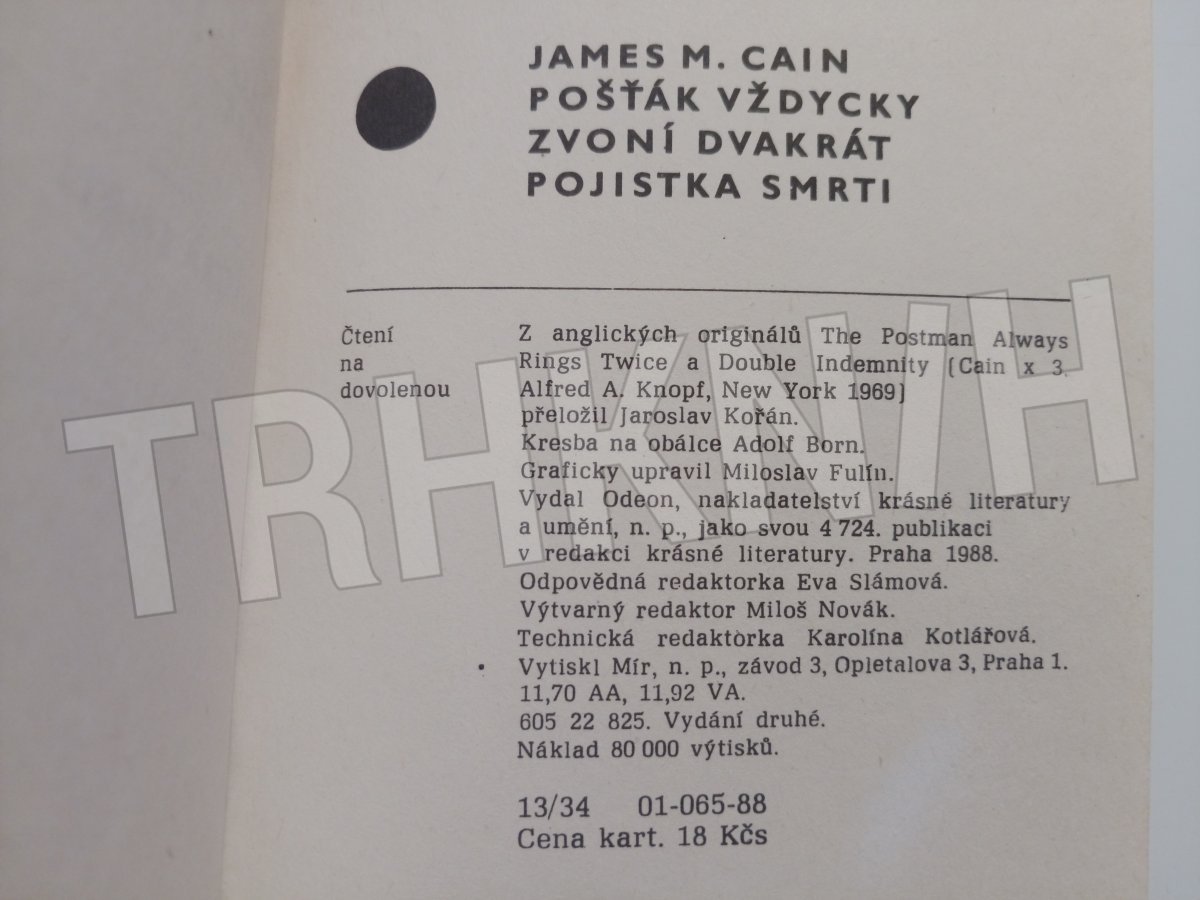 JAMES M. CAIN
POŠŤÁK VŽDYCKY
ZVONÍ DVAKRÁT
POJISTKA SMRTI
Čtení
na
dovolenou
Z anglických originálů The Postman Always
Rings Twice a Double Indemnity (Cain x 3.
Alfred A. Knopf, New York 1969)
přeložil Jaroslav Kořán.
Kresba na obálce Adolf Born.
Graficky upravil Miloslav Fulín.
Vydal Odeon, nakladatelství krásné literatury
a umění, n. p., jako svou 4 724. publikaci
v redakci krásné literatury. Praha 1988.
Odpovědná redaktorka Eva Slámová.
Výtvarný redaktor Miloš Novák.
Technická redaktorka Karolína Kotlářová.
Vytiskl Mír, n. p., závod 3, Opletalova 3, Praha 1.
11,70 AA, 11,92 VA.
605 22 825. Vydání druhé.
Náklad 80 000 výtisků.
13/34 01-065-88
Cena kart. 18 Kčs
TRHKNIH